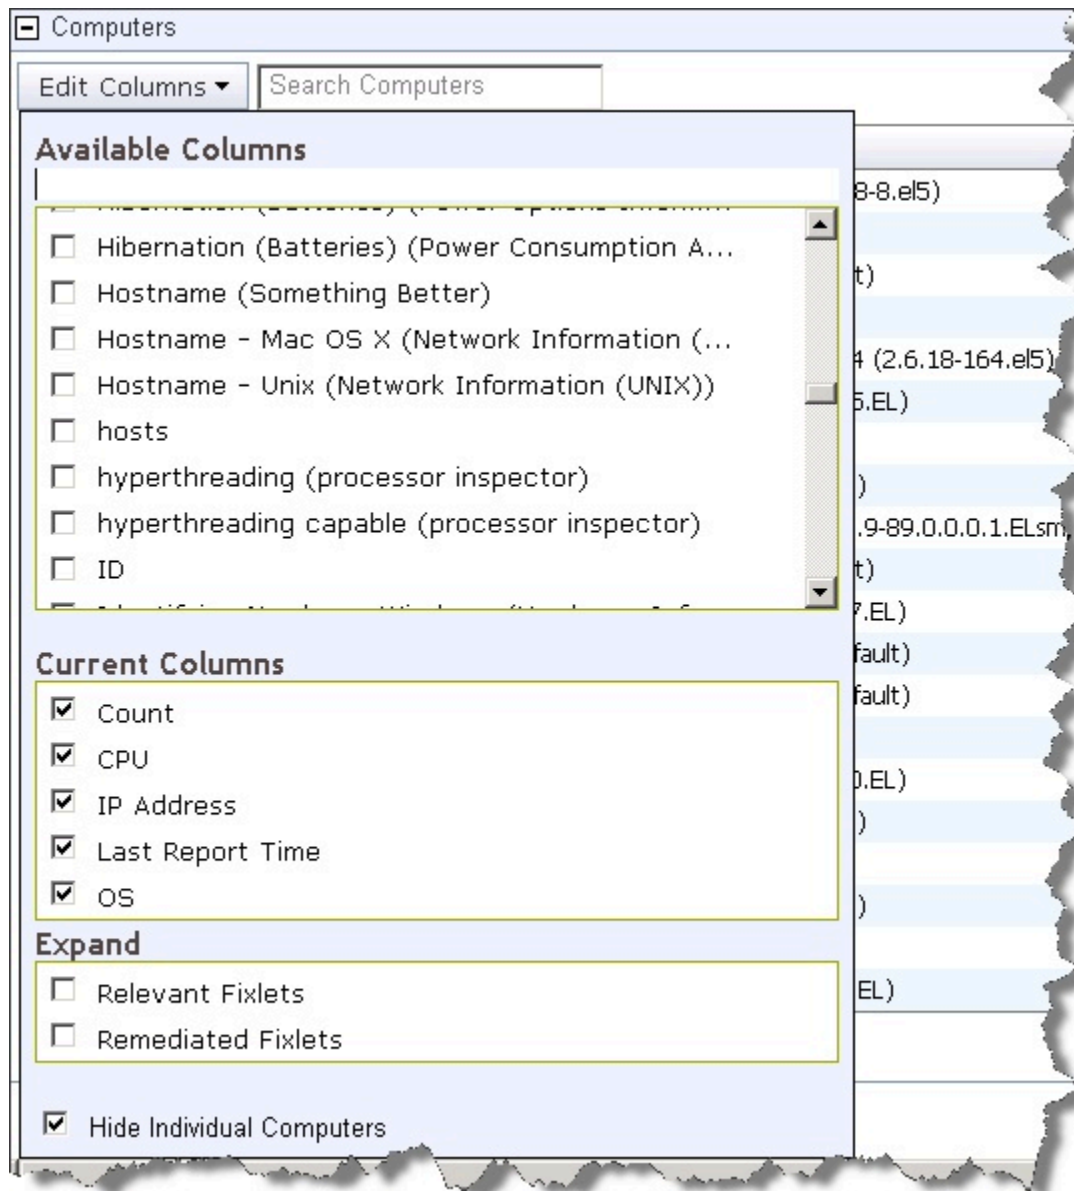 Computers
Edit Columns
Search Computers
Available Columns
Hibernation (Batteries) (Power Consumption A...
Hostname (Something Better)
Hostname - Mac OS X (Network Information (...
Hostname - Unix (Network Information (UNIX))
hosts
hyperthreading (processor inspector)
hyperthreading capable (processor inspector)
ID
Current Columns
Count
CPU
IP Address
Last Report Time
OS
Expand
Relevant Fixlets
Remediated Fixlets
Hide Individual Computers
8-8.el5)
t)
4 (2.6.18-164.el5)
.EL)
)
.9-89.0.0.0.1.ELsm,
t)
.EL)
fault)
fault)
.EL)
)
)
EL)